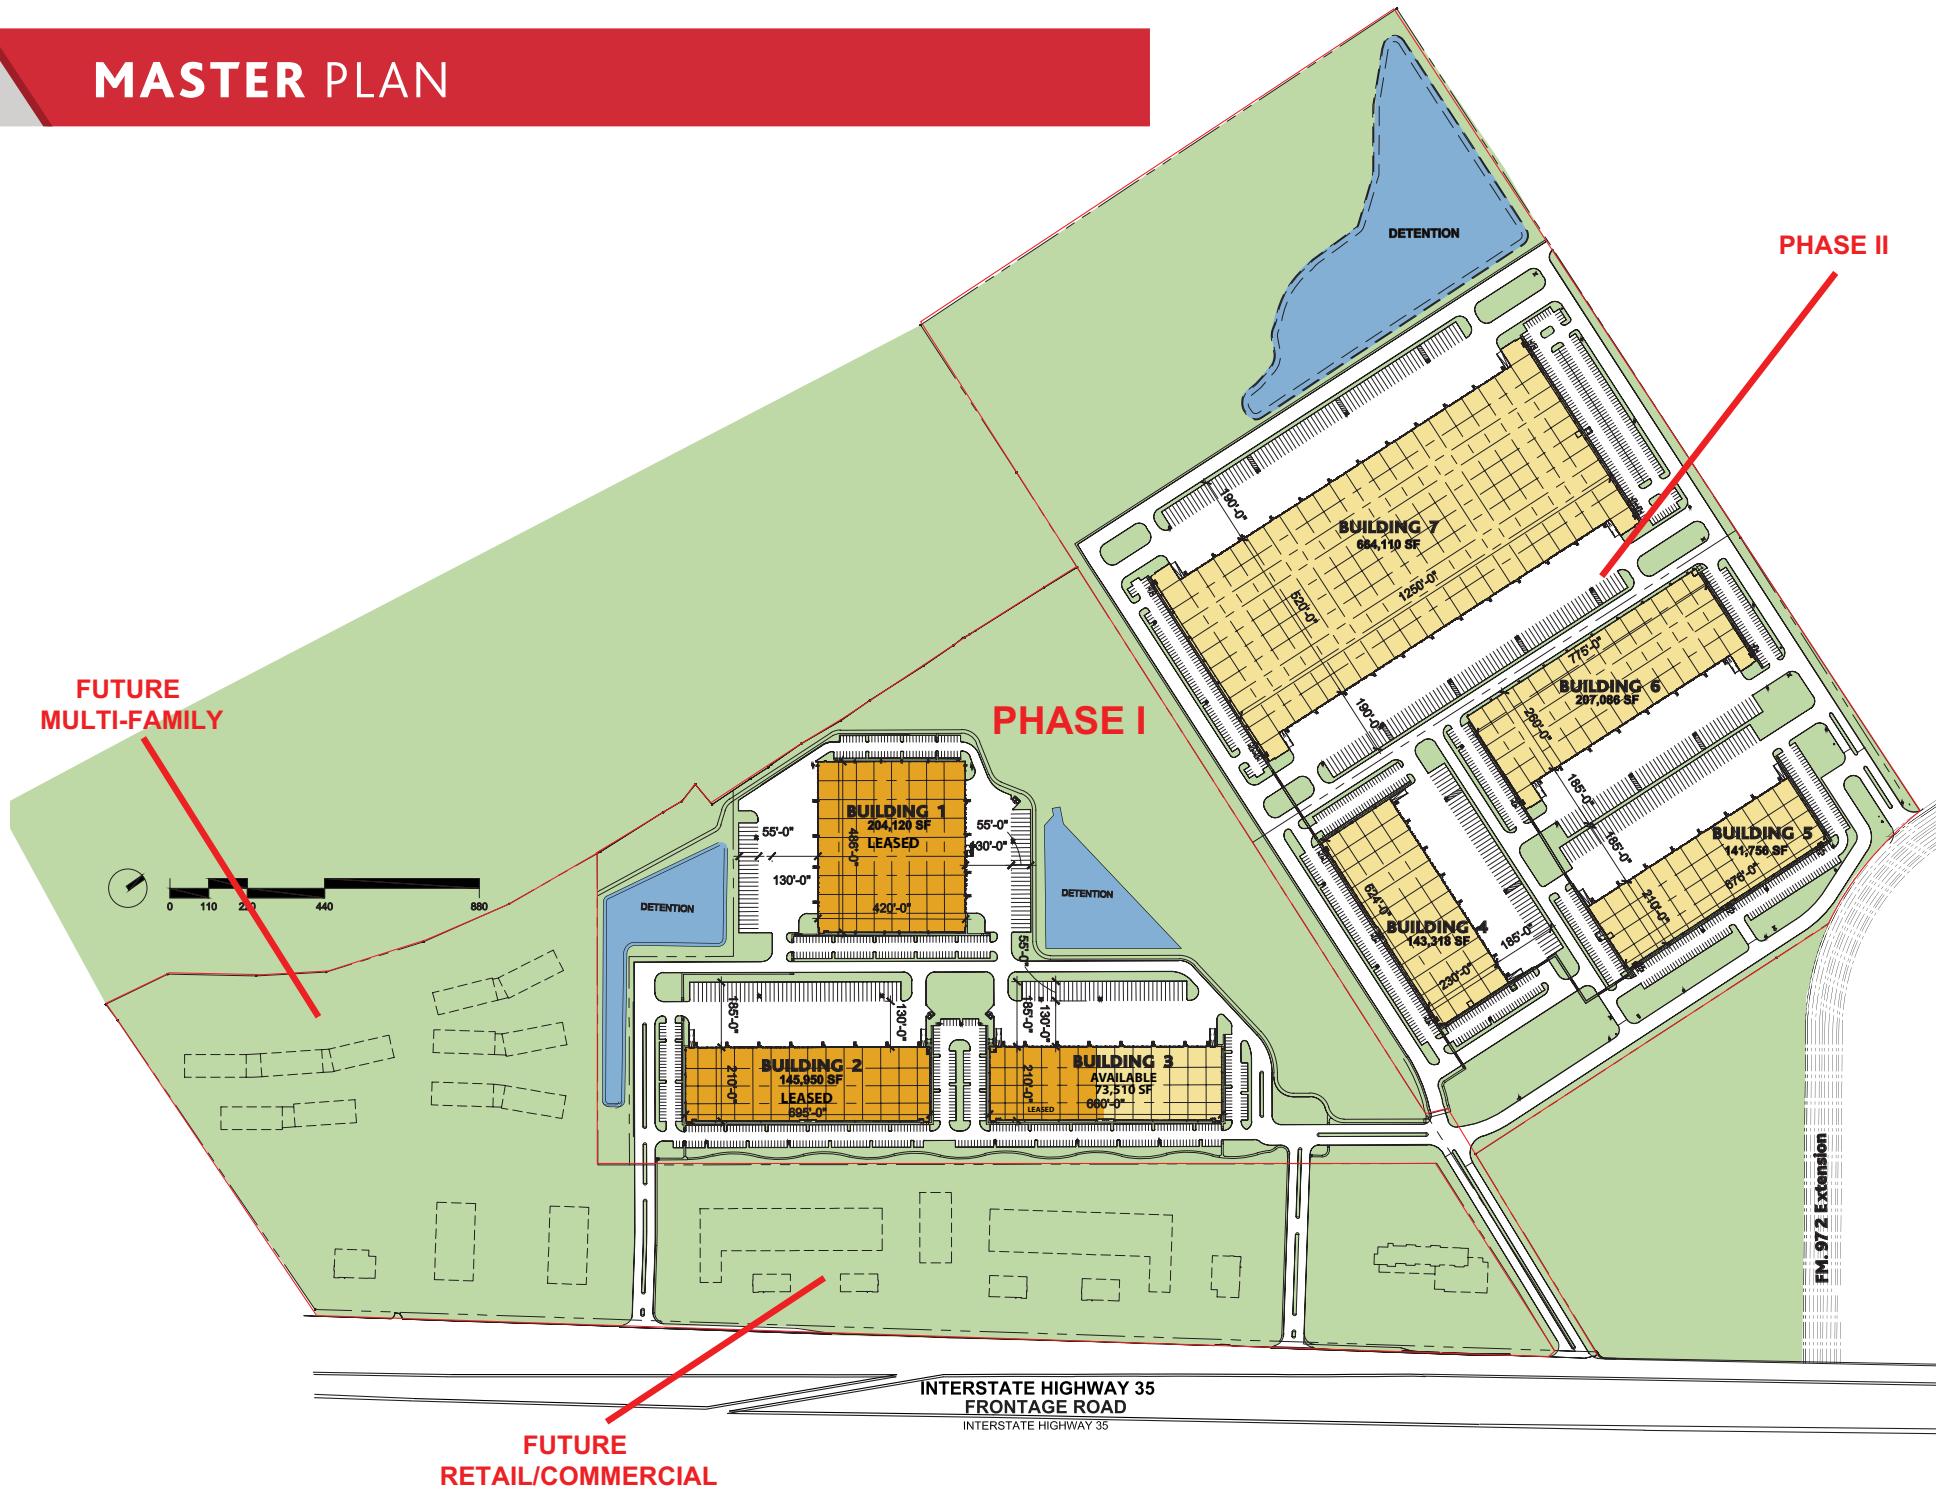 MASTER PLAN
DETENTION
PHASE II
190'-0"
BUILDING 7
664,110 SF
520'-0"
1250'-0"
190'-0"
775'-0"
BUILDING 6
207,086 SF
260'-0"
185'-0"
185'-0"
BUILDING 5
141,756 SF
676'-0"
210'-0"
624'-0"
BUILDING 4
143,318 SF
185'-0"
230'-0"
FUTURE
MULTI-FAMILY
PHASE I
BUILDING 1
204,120 SF
LEASED
486'-0"
420'-0"
55'-0"
130'-0"
55'-0"
130'-0"
DETENTION
DETENTION
0 110 220 440 880
55'-0"
185'-0"
130'-0"
185'-0"
130'-0"
BUILDING 2
145,950 SF
LEASED
695'-0"
210'-0"
BUILDING 3
AVAILABLE
73,510 SF
660'-0"
210'-0"
LEASED
FM. 972 Extension
INTERSTATE HIGHWAY 35
FRONTAGE ROAD
INTERSTATE HIGHWAY 35
FUTURE
RETAIL/COMMERCIAL